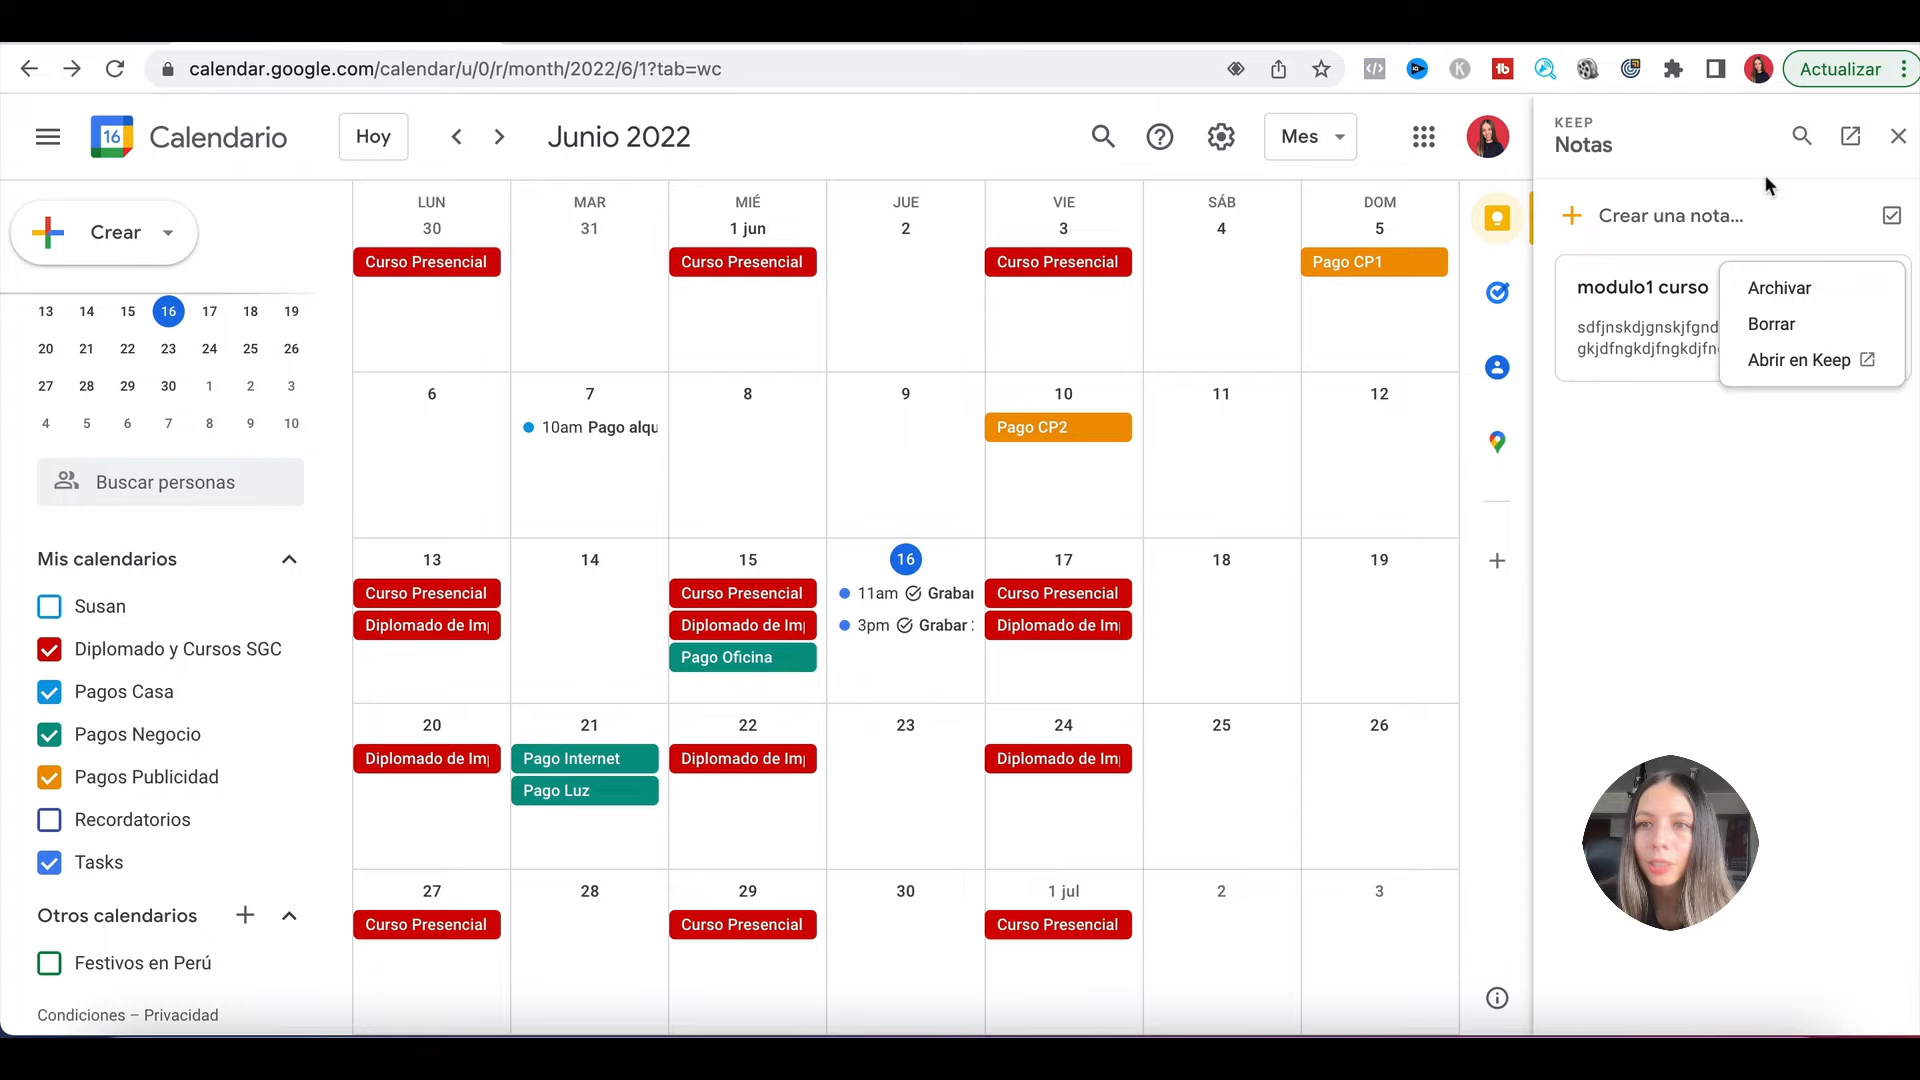 calendar.google.com/calendar/u/0/r/month/2022/6/1?tab=wc
Actualizar
16
Calendario
Hoy
Junio 2022
Mes
KEEP
Notas
Crear
Crear una nota...
modulo1 curso
sdfjnskdjgnskjfgnd
gkjdfngkdjfngkdjfn
Archivar
Borrar
Abrir en Keep
13 14 15 16 17 18 19
20 21 22 23 24 25 26
27 28 29 30 1 2 3
4 5 6 7 8 9 10
Buscar personas
Mis calendarios
Susan
Diplomado y Cursos SGC
Pagos Casa
Pagos Negocio
Pagos Publicidad
Recordatorios
Tasks
Otros calendarios
Festivos en Perú
Condiciones – Privacidad
LUN MAR MIÉ JUE VIE SÁB DOM
30 31 1 jun 2 3 4 5
Curso Presencial Curso Presencial Curso Presencial Pago CP1
6 7 8 9 10 11 12
10am Pago alqu Pago CP2
13 14 15 16 17 18 19
Curso Presencial Curso Presencial 11am Grabar Curso Presencial
Diplomado de Im Diplomado de Im 3pm Grabar Diplomado de Im
Pago Oficina
20 21 22 23 24 25 26
Diplomado de Im Pago Internet Diplomado de Im Diplomado de Im
Pago Luz
27 28 29 30 1 jul 2 3
Curso Presencial Curso Presencial Curso Presencial